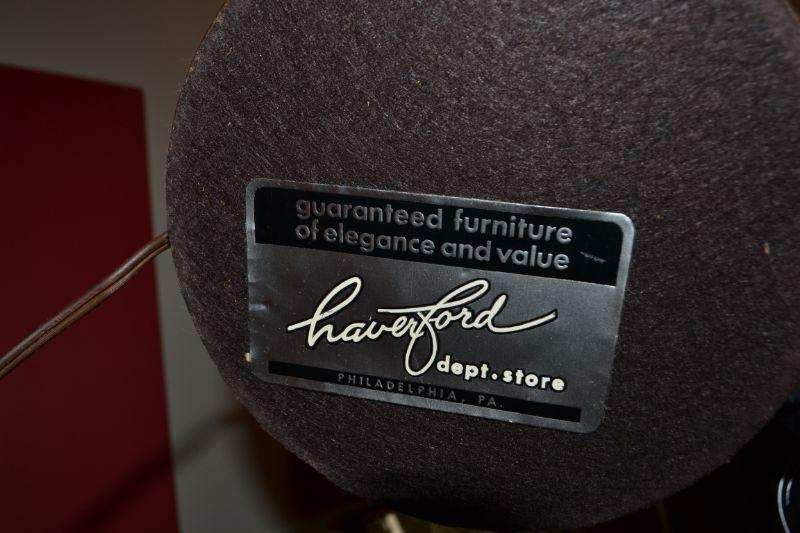 guaranteed furniture
of elegance and value
haverford
dept. store
PHILADELPHIA, PA.